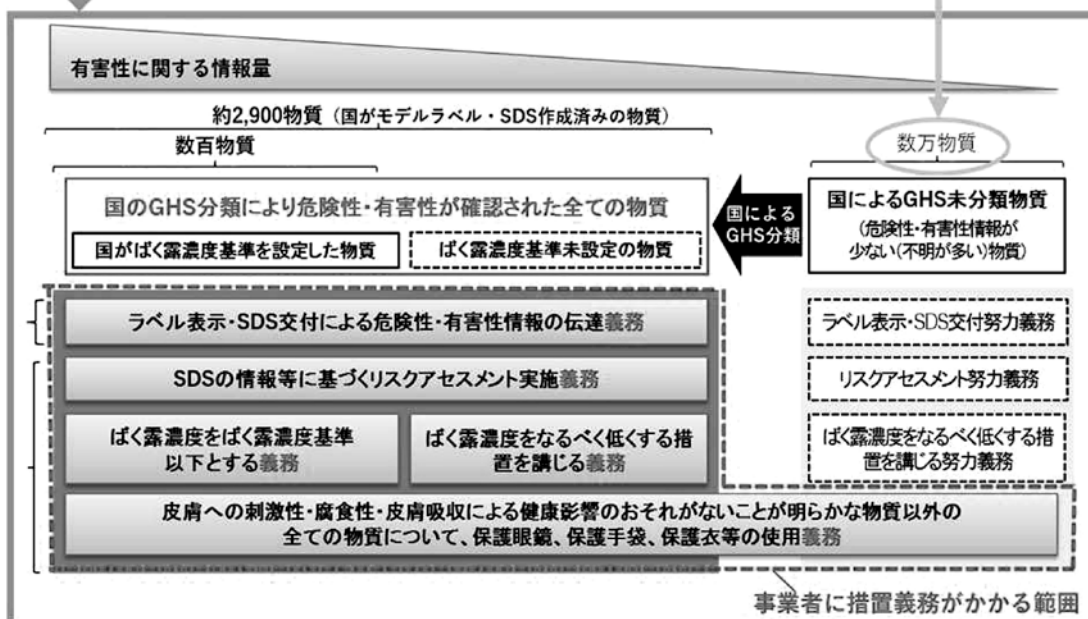 有害性に関する情報量
約2,900物質（国がモデルラベル・SDS作成済みの物質）
数百物質
数万物質
国のGHS分類により危険性・有害性が確認された全ての物質
国がばく露濃度基準を設定した物質
ばく露濃度基準未設定の物質
国による
GHS分類
国によるGHS未分類物質
(危険性・有害性情報が
少ない(不明が多い)物質)
ラベル表示・SDS交付による危険性・有害性情報の伝達義務
ラベル表示・SDS交付努力義務
SDSの情報等に基づくリスクアセスメント実施義務
リスクアセスメント努力義務
ばく露濃度をばく露濃度基準
以下とする義務
ばく露濃度をなるべく低くする措
置を講じる義務
ばく露濃度をなるべく低くする措
置を講じる努力義務
皮膚への刺激性・腐食性・皮膚吸収による健康影響のおそれがないことが明らかな物質以外の
全ての物質について、保護眼鏡、保護手袋、保護衣等の使用義務
事業者に措置義務がかかる範囲